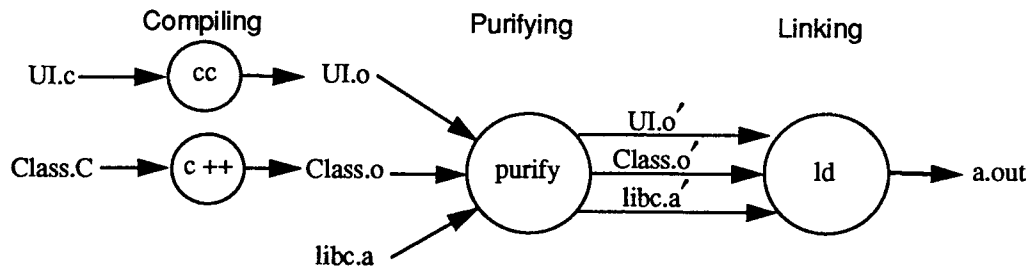 Compiling
Purifying
Linking
UI.c
cc
UI.o
UI.o′
Class.C
c ++
Class.o
purify
Class.o′
ld
a.out
libc.a′
libc.a